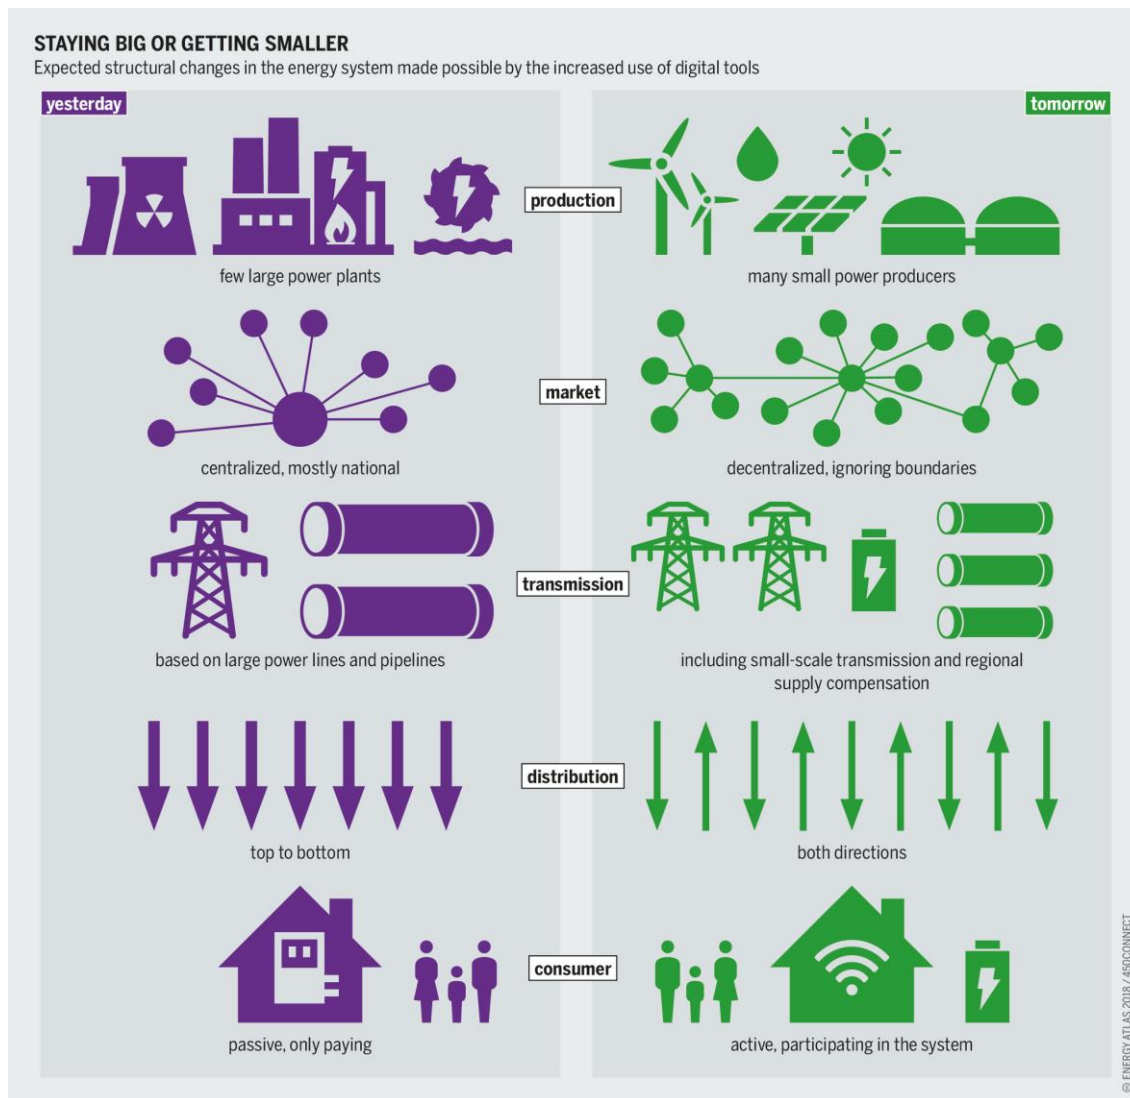 STAYING BIG OR GETTING SMALLER
Expected structural changes in the energy system made possible by the increased use of digital tools
yesterday
tomorrow
production
few large power plants
many small power producers
market
centralized, mostly national
decentralized, ignoring boundaries
transmission
based on large power lines and pipelines
including small-scale transmission and regional
supply compensation
distribution
top to bottom
both directions
consumer
passive, only paying
active, participating in the system
© ENERGY ATLAS 2018 / 450CONNECT